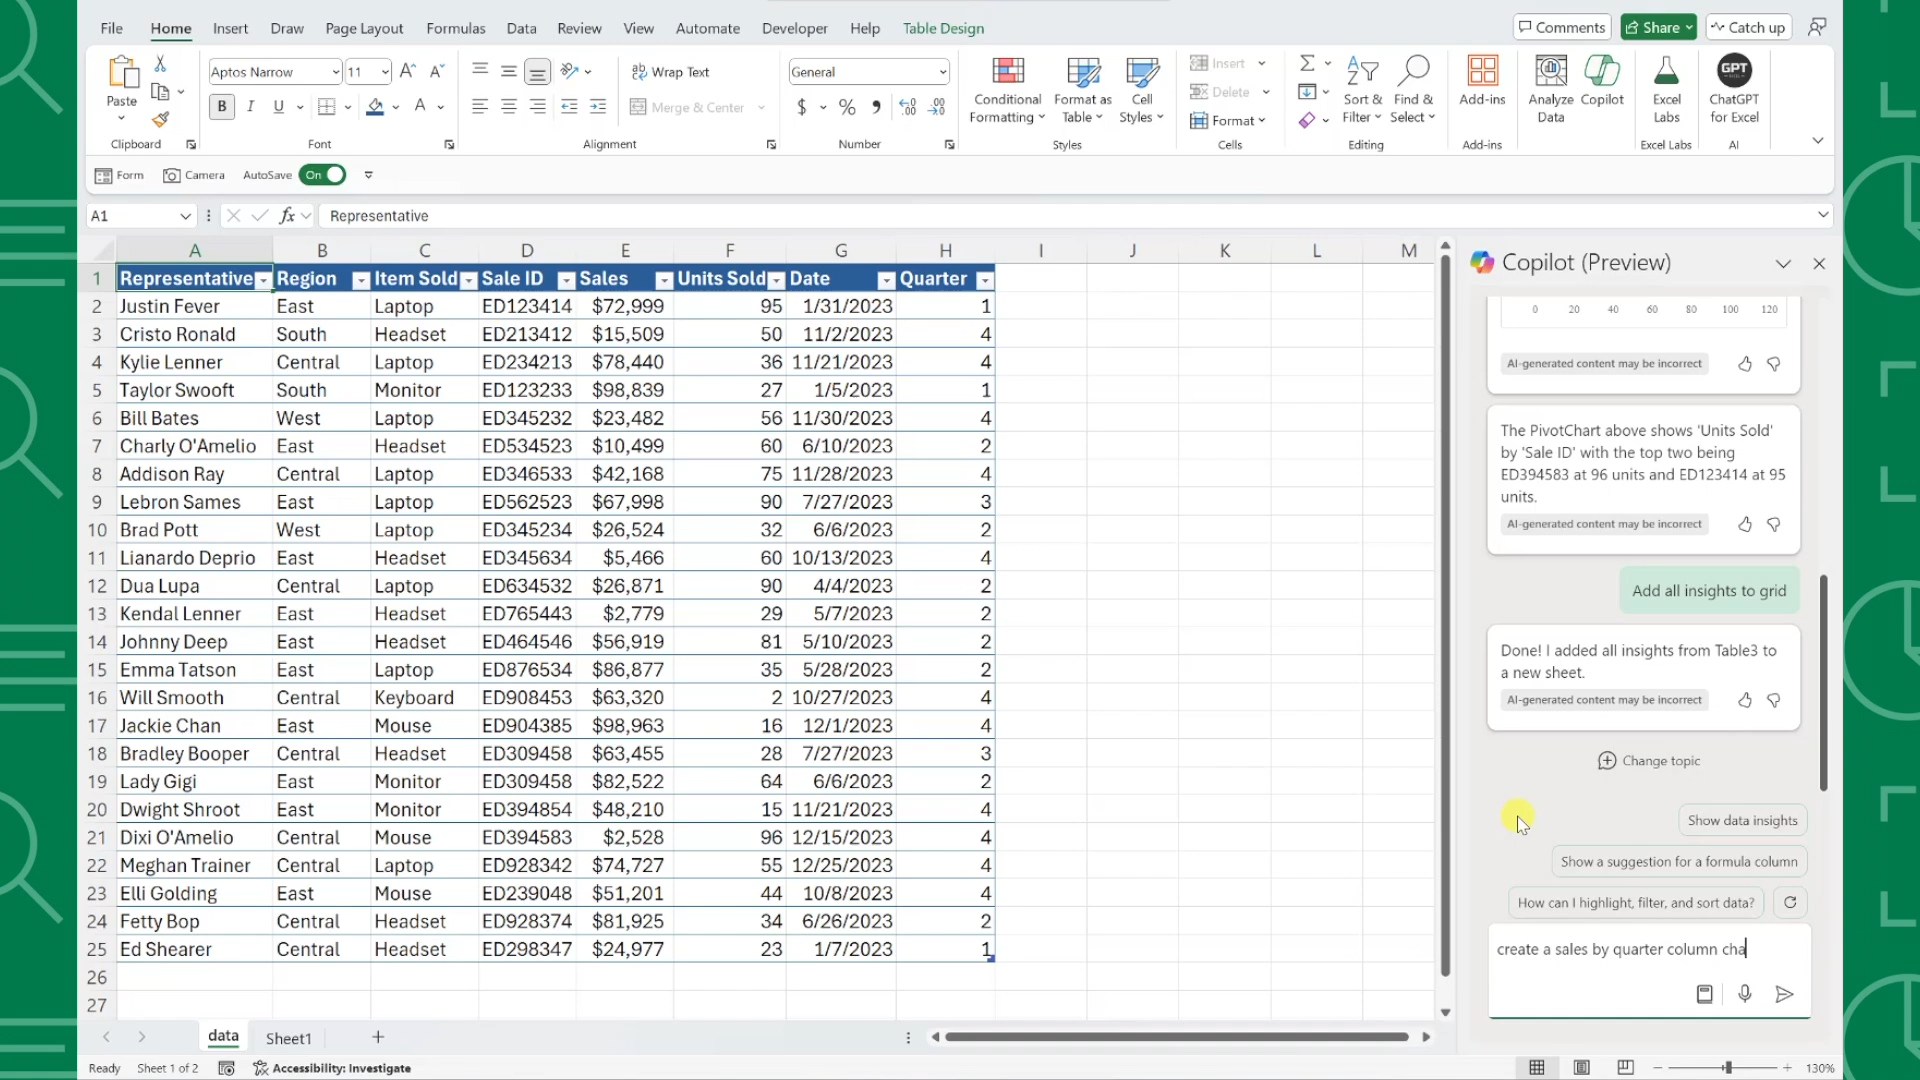 File Home Insert Draw Page Layout Formulas Data Review View Automate Developer Help Table Design Comments Share Catch up
Paste
Clipboard
Aptos Narrow 11
B I U
Font
Wrap Text
Merge & Center
Alignment
General
$ % ,
Number
Conditional Formatting
Format as Table
Cell Styles
Styles
Insert
Delete
Format
Cells
Sort & Filter
Find & Select
Editing
Add-ins
Add-ins
Analyze Data
Copilot
Excel Labs
Excel Labs
GPT
ChatGPT for Excel
AI
Form Camera AutoSave On
A1 fx Representative
A B C D E F G H I J K L M
1 Representative Region Item Sold Sale ID Sales Units Sold Date Quarter
2 Justin Fever East Laptop ED123414 $72,999 95 1/31/2023 1
3 Cristo Ronald South Headset ED213412 $15,509 50 11/2/2023 4
4 Kylie Lenner Central Laptop ED234213 $78,440 36 11/21/2023 4
5 Taylor Swooft South Monitor ED123233 $98,839 27 1/5/2023 1
6 Bill Bates West Laptop ED345232 $23,482 56 11/30/2023 4
7 Charly O'Amelio East Headset ED534523 $10,499 60 6/10/2023 2
8 Addison Ray Central Laptop ED346533 $42,168 75 11/28/2023 4
9 Lebron Sames East Laptop ED562523 $67,998 90 7/27/2023 3
10 Brad Pott West Laptop ED345234 $26,524 32 6/6/2023 2
11 Lianardo Deprio East Headset ED345634 $5,466 60 10/13/2023 4
12 Dua Lupa Central Laptop ED634532 $26,871 90 4/4/2023 2
13 Kendal Lenner East Headset ED765443 $2,779 29 5/7/2023 2
14 Johnny Deep East Headset ED464546 $56,919 81 5/10/2023 2
15 Emma Tatson East Laptop ED876534 $86,877 35 5/28/2023 2
16 Will Smooth Central Keyboard ED908453 $63,320 2 10/27/2023 4
17 Jackie Chan East Mouse ED904385 $98,963 16 12/1/2023 4
18 Bradley Booper Central Headset ED309458 $63,455 28 7/27/2023 3
19 Lady Gigi East Monitor ED309458 $82,522 64 6/6/2023 2
20 Dwight Shroot East Monitor ED394854 $48,210 15 11/21/2023 4
21 Dixi O'Amelio Central Mouse ED394583 $2,528 96 12/15/2023 4
22 Meghan Trainer Central Laptop ED928342 $74,727 55 12/25/2023 4
23 Elli Golding East Mouse ED239048 $51,201 44 10/8/2023 4
24 Fetty Bop Central Headset ED928374 $81,925 34 6/26/2023 2
25 Ed Shearer Central Headset ED298347 $24,977 23 1/7/2023 1
26
27
Copilot (Preview)
0 20 40 60 80 100 120
AI-generated content may be incorrect
The PivotChart above shows 'Units Sold'
by 'Sale ID' with the top two being
ED394583 at 96 units and ED123414 at 95
units.
AI-generated content may be incorrect
Add all insights to grid
Done! I added all insights from Table3 to
a new sheet.
AI-generated content may be incorrect
Change topic
Show data insights
Show a suggestion for a formula column
How can I highlight, filter, and sort data?
create a sales by quarter column cha
data Sheet1
Ready Sheet 1 of 2 Accessibility: Investigate 130%